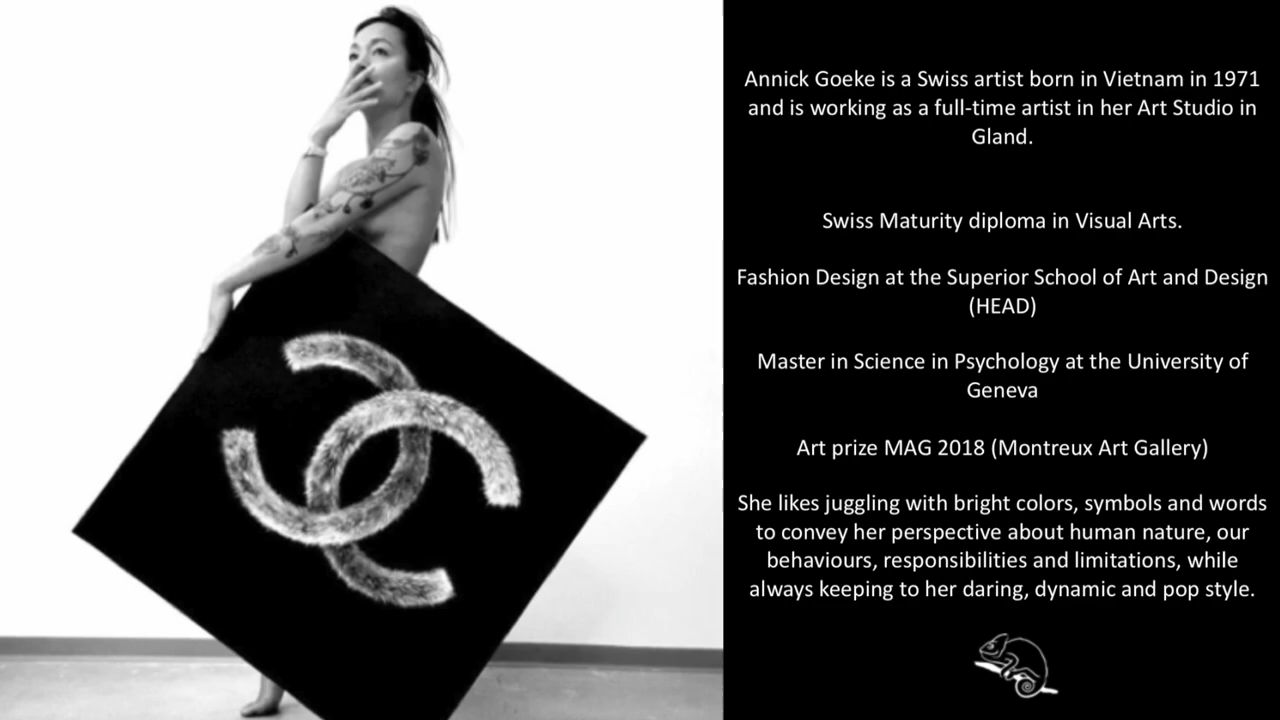 Annick Goeke is a Swiss artist born in Vietnam in 1971
and is working as a full-time artist in her Art Studio in
Gland.
Swiss Maturity diploma in Visual Arts.
Fashion Design at the Superior School of Art and Design
(HEAD)
Master in Science in Psychology at the University of
Geneva
Art prize MAG 2018 (Montreux Art Gallery)
She likes juggling with bright colors, symbols and words
to convey her perspective about human nature, our
behaviours, responsibilities and limitations, while
always keeping to her daring, dynamic and pop style.